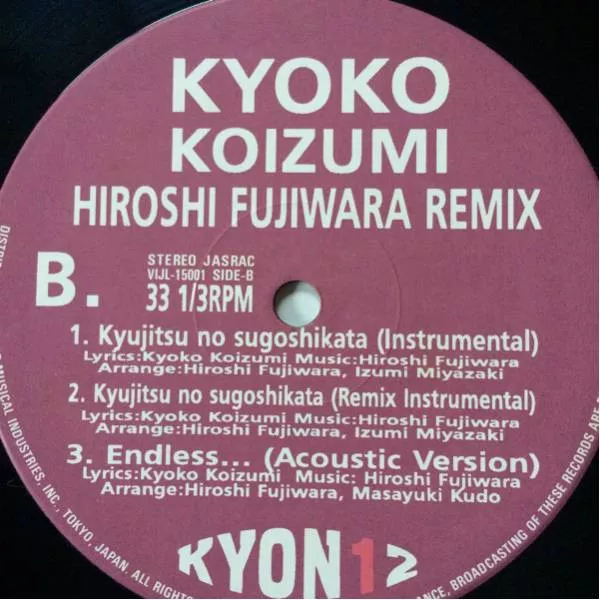 KYOKO
KOIZUMI
HIROSHI FUJIWARA REMIX
B.
STEREO JASRAC
VIJL-15001 SIDE-B
33 1/3RPM
1. Kyujitsu no sugoshikata (Instrumental)
Lyrics:Kyoko Koizumi Music:Hiroshi Fujiwara
Arrange:Hiroshi Fujiwara, Izumi Miyazaki
2. Kyujitsu no sugoshikata (Remix Instrumental)
Lyrics:Kyoko Koizumi Music:Hiroshi Fujiwara
Arrange:Hiroshi Fujiwara, Izumi Miyazaki
3. Endless... (Acoustic Version)
Lyrics:Kyoko Koizumi Music: Hiroshi Fujiwara
Arrange:Hiroshi Fujiwara, Masayuki Kudo
KYON12
MUSICAL INDUSTRIES, INC., TOKYO, JAPAN. ALL
BROADCASTING OF THESE RECORDS ARE